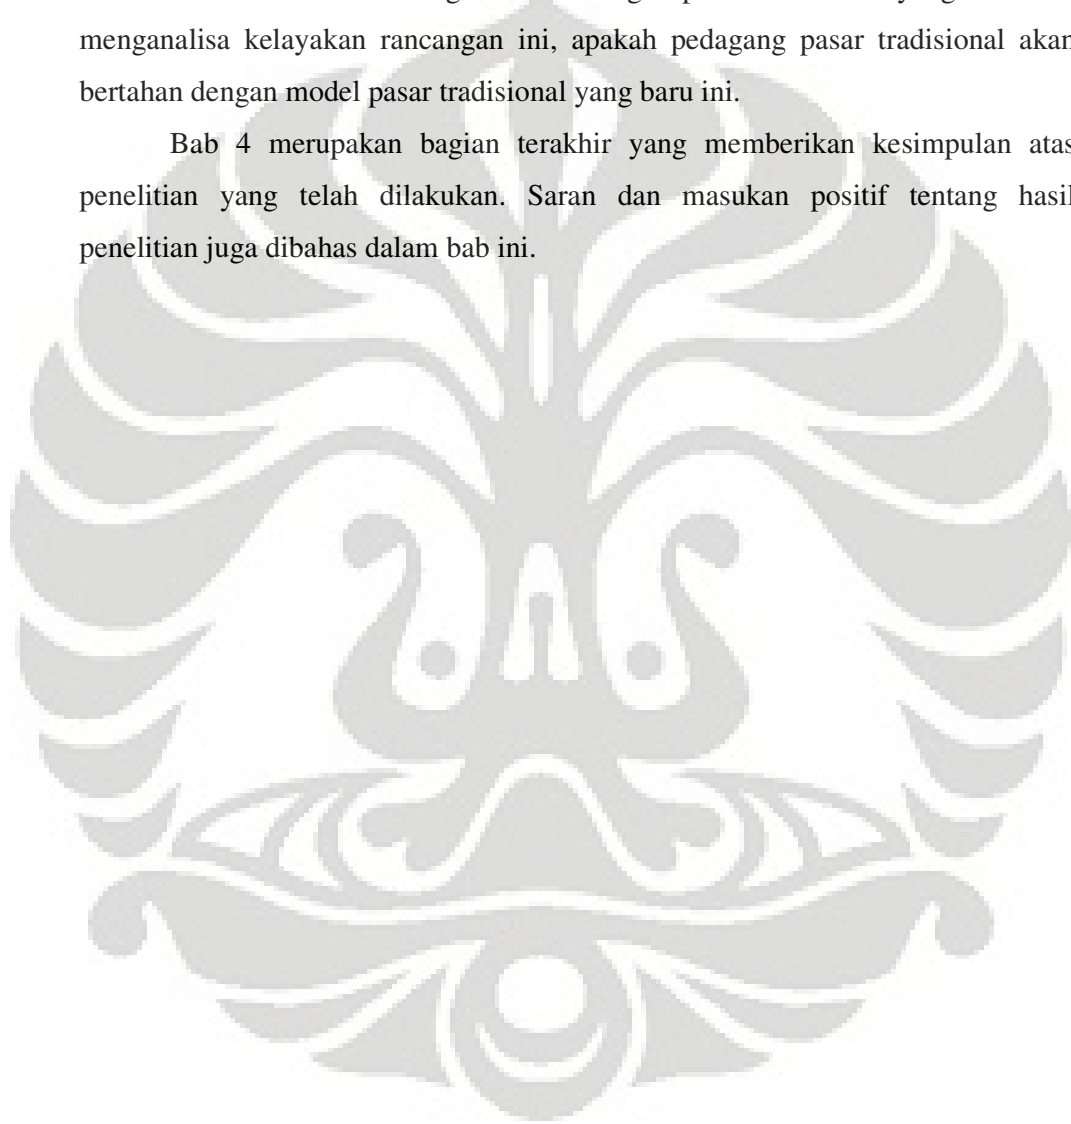 menganalisa kelayakan rancangan ini, apakah pedagang pasar tradisional akan
bertahan dengan model pasar tradisional yang baru ini.
Bab 4 merupakan bagian terakhir yang memberikan kesimpulan atas
penelitian yang telah dilakukan. Saran dan masukan positif tentang hasil
penelitian juga dibahas dalam bab ini.